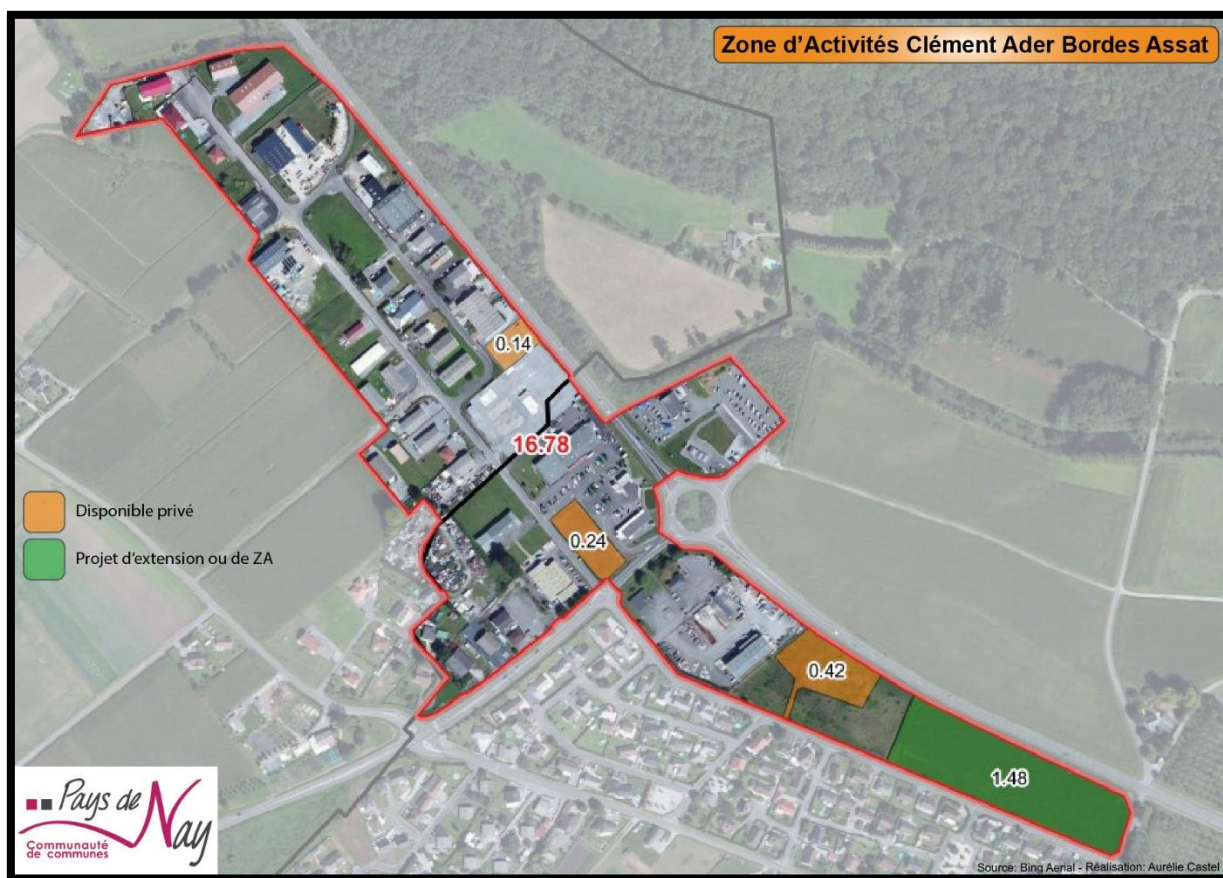 Zone d'Activités Clément Ader Bordes Assat
0.14
16.78
0.24
0.42
1.48
Disponible privé
Projet d'extension ou de ZA
Pays de Nay
Communauté
de communes
Source: Bing Aerial - Réalisation: Aurélie Castel